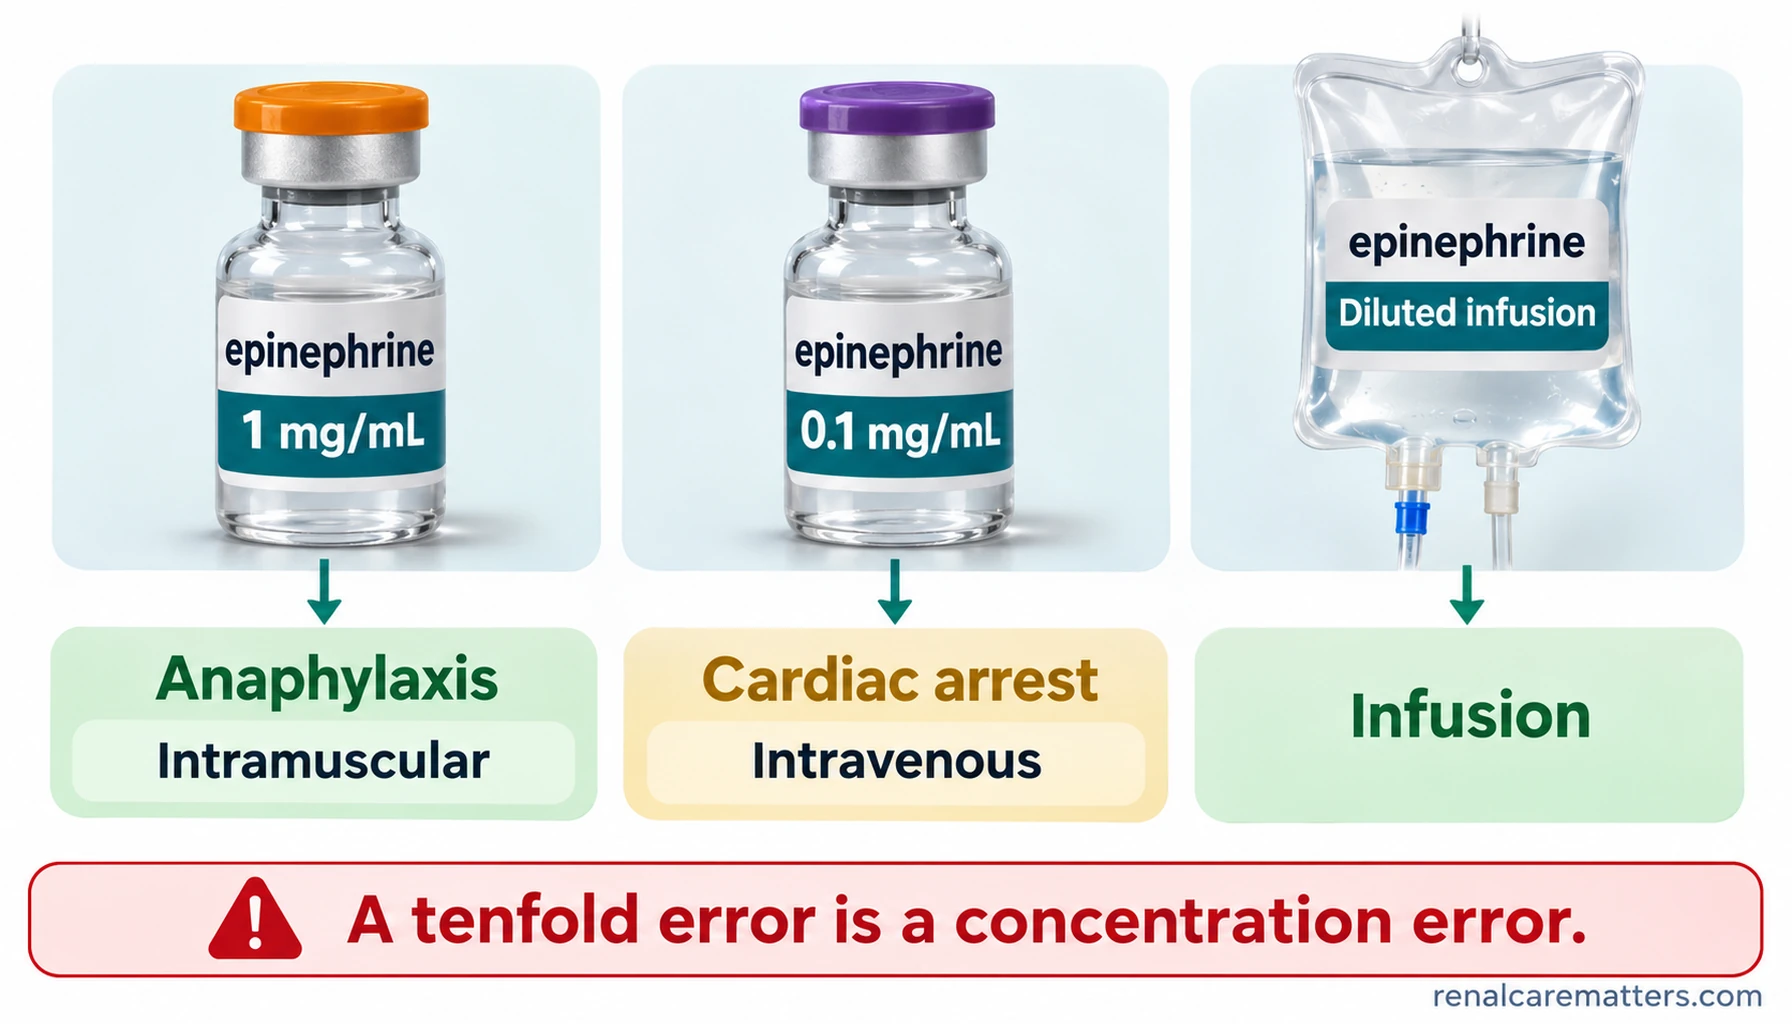 epinephrine
1 mg/mL
epinephrine
0.1 mg/mL
epinephrine
Diluted infusion
Anaphylaxis
Intramuscular
Cardiac arrest
Intravenous
Infusion
A tenfold error is a concentration error.
renalcarematters.com